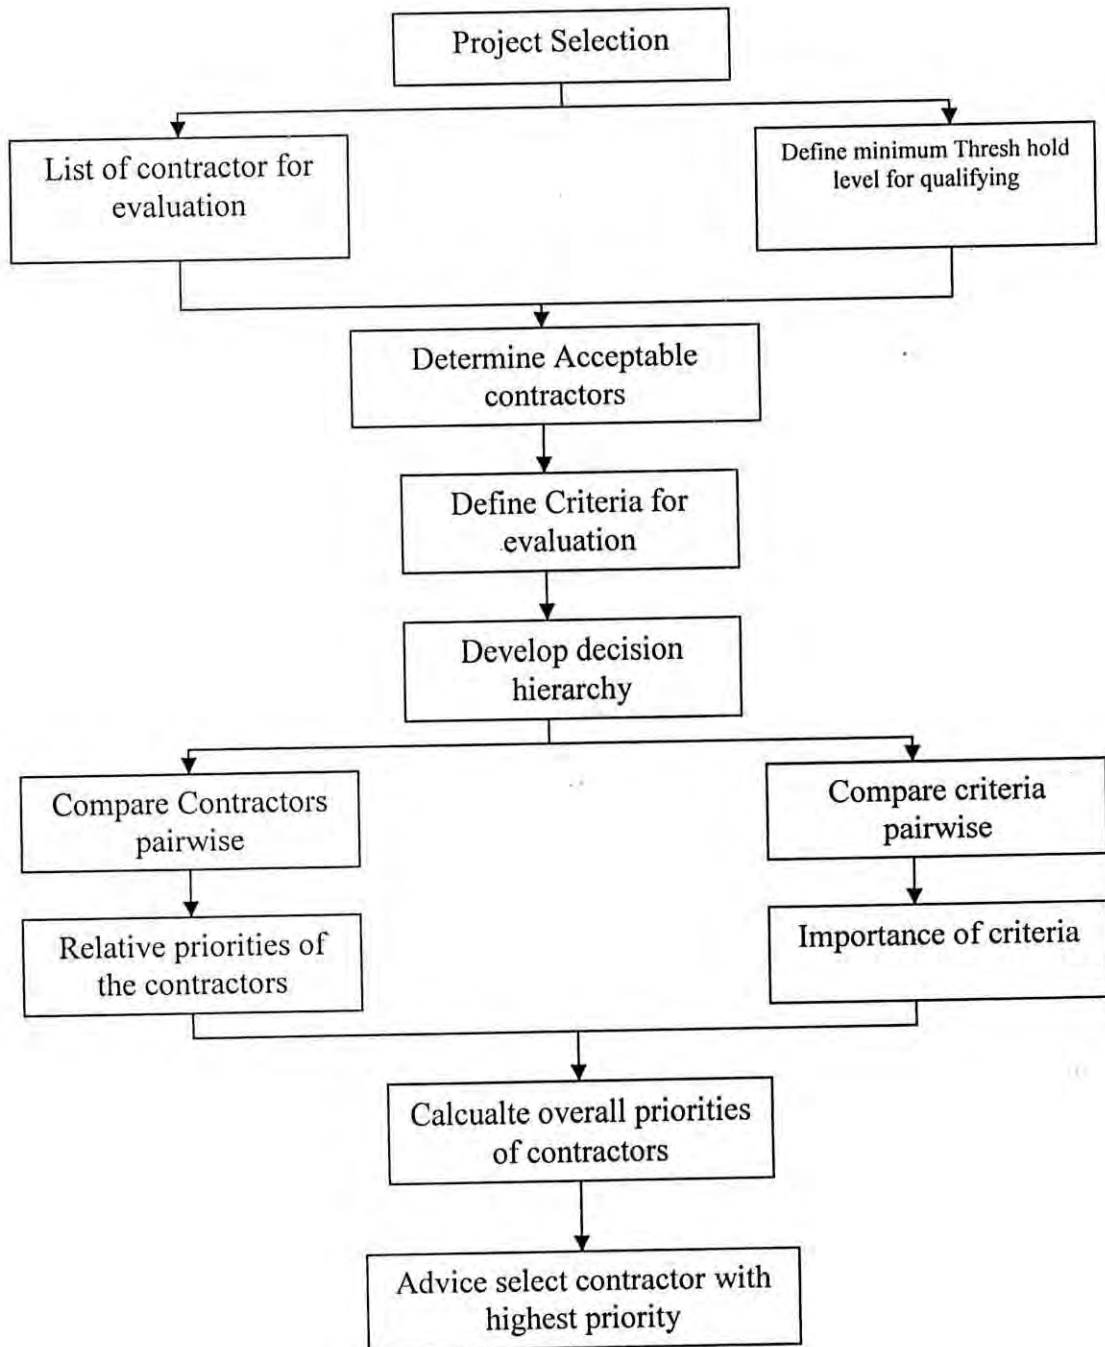 Project Selection
List of contractor for
evaluation
Define minimum Thresh hold
level for qualifying
Determine Acceptable
contractors
Define Criteria for
evaluation
Develop decision
hierarchy
Compare Contractors
pairwise
Compare criteria
pairwise
Relative priorities of
the contractors
Importance of criteria
Calcualte overall priorities
of contractors
Advice select contractor with
highest priority